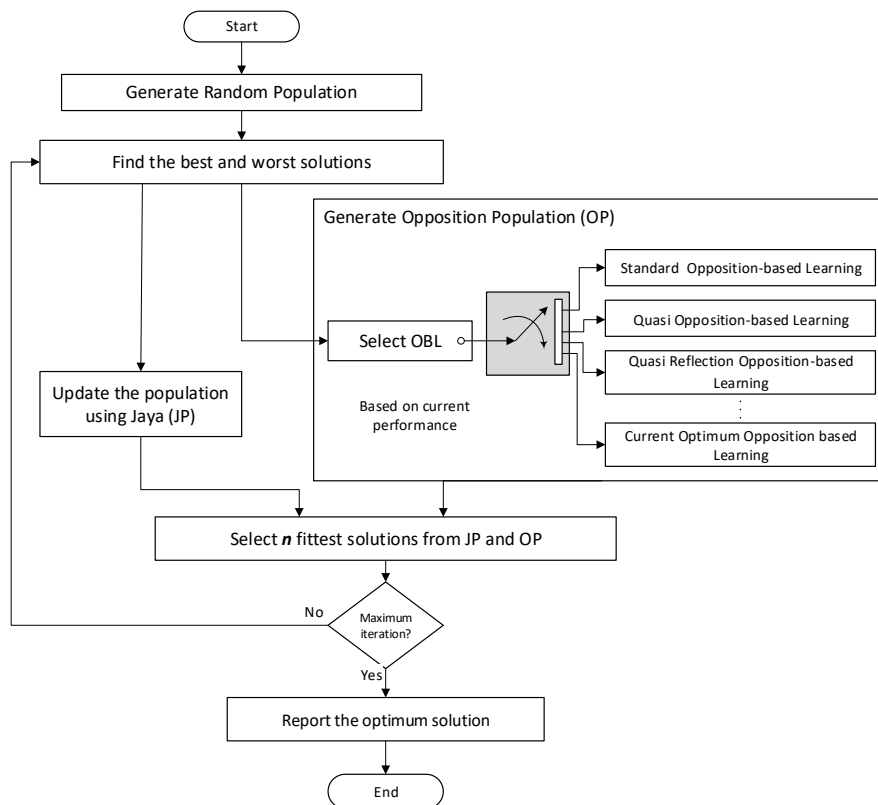 Start
Generate Random Population
Find the best and worst solutions
Generate Opposition Population (OP)
Standard Opposition-based Learning
Quasi Opposition-based Learning
Select OBL
Quasi Reflection Opposition-based
Learning
Based on current
performance
Current Optimum Opposition based
Learning
Update the population
using Jaya (JP)
Select n fittest solutions from JP and OP
No
Maximum
iteration?
Yes
Report the optimum solution
End